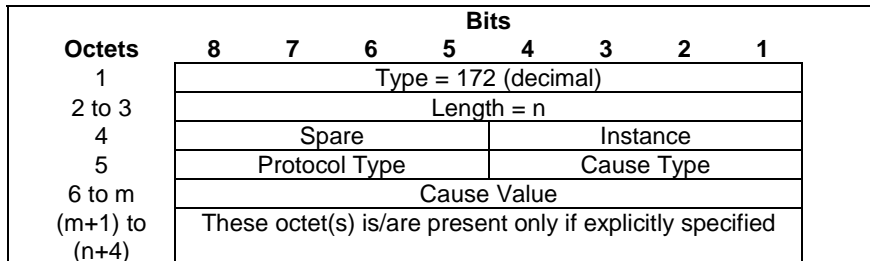 Bits
Octets 8 7 6 5 4 3 2 1
1 Type = 172 (decimal)
2 to 3 Length = n
4 Spare Instance
5 Protocol Type Cause Type
6 to m Cause Value
(m+1) to These octet(s) is/are present only if explicitly specified
(n+4)